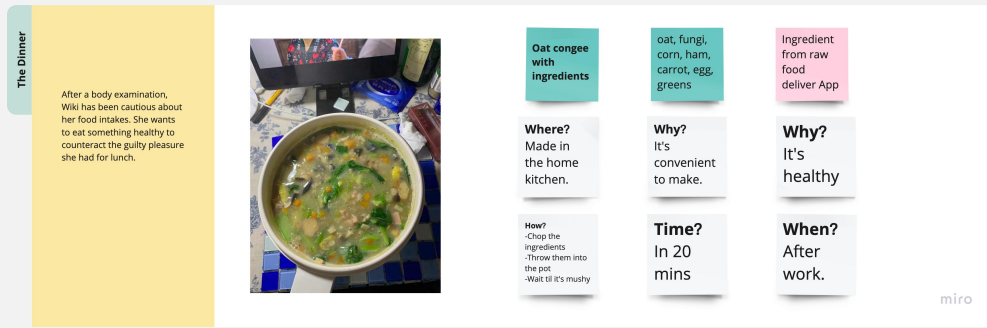 The Dinner
After a body examination,
Wiki has been cautious about
her food intakes. She wants
to eat something healthy to
counteract the guilty pleasure
she had for lunch.
Oat congee
with
ingredients
oat, fungi,
corn, ham,
carrot, egg,
greens
Ingredient
from raw
food
deliver App
Where?
Made in
the home
kitchen.
Why?
It's
convenient
to make.
Why?
It's
healthy
How?
-Chop the
ingredients
-Throw them into
the pot
-Wait til it's mushy
Time?
In 20
mins
When?
After
work.
miro